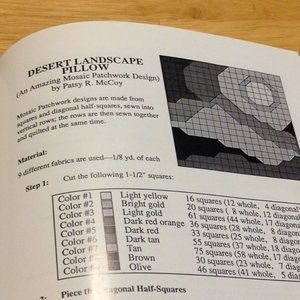 DESERT LANDSCAPE
PILLOW
(An Amazing Mosaic Patchwork Design)
by Patsy R. McCoy
Mosaic Patchwork designs are made from
squares and diagonal half-squares, sewn into
vertical rows; the rows are then sewn together
and quilted at the same time.
Material:
9 different fabrics are used—1/8 yd. of each
Step 1: Cut the following 1-1/2" squares:
Color #1 Light yellow 16 squares (12 whole, 4 diagonal
Color #2 Bright gold 20 squares ( 8 whole, 12 diagonal
Color #3 Light gold 61 squares (44 whole, 17 diagonal
Color #4 Dark red orange 36 squares (28 whole, 8 diagonal
Color #5 Dark red 33 squares (25 whole, 8 diagonal
Color #6 Dark tan 55 squares (37 whole, 18 diago
Color #7 Tan 75 squares (58 whole, 17 diag
Color #8 Brown 30 squares (22 whole, 8 dia
Color #9 Olive 46 squares (41 whole, 5 dia
2: Piece the Diagonal Half-Squares